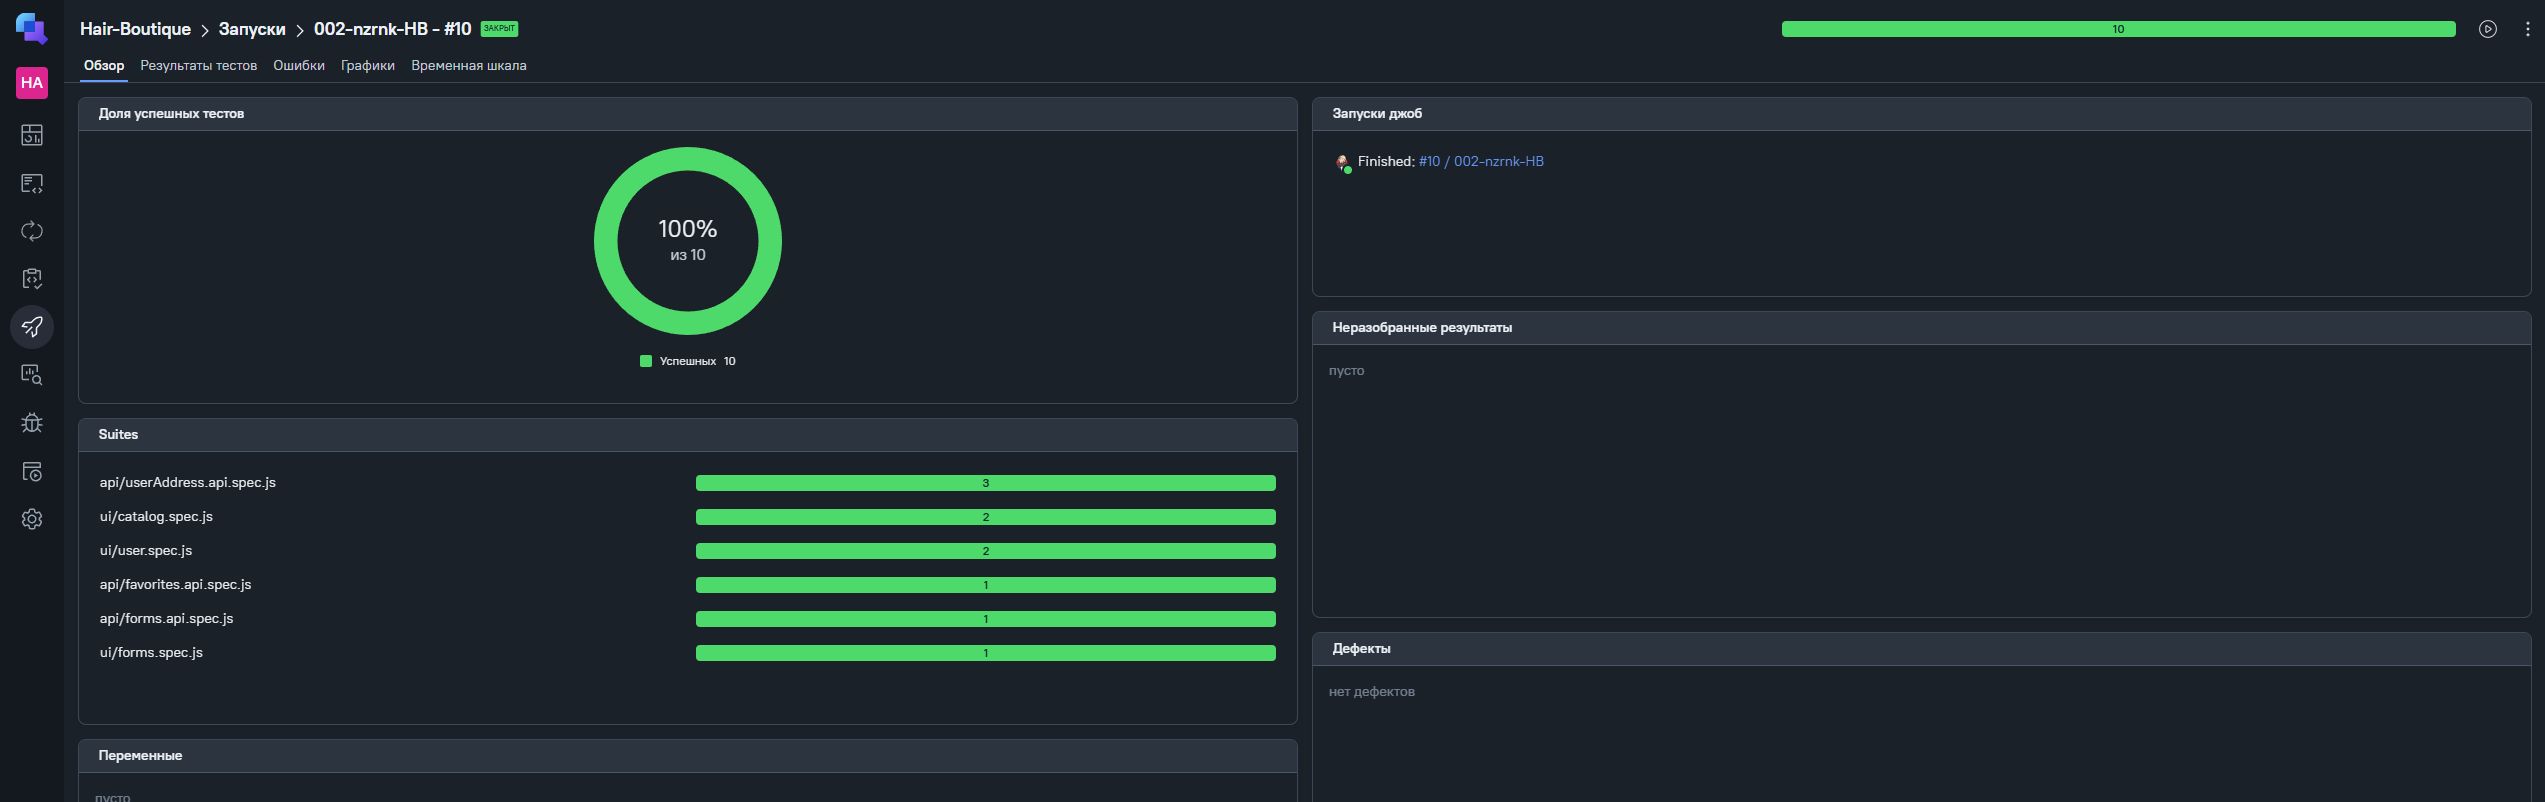 Hair-Boutique > Запуски > 002-nzrnk-HB - #10 ЗАКРЫТ
10
НА
Обзор Результаты тестов Ошибки Графики Временная шкала
Доля успешных тестов
100%
из 10
Успешных 10
Suites
api/userAddress.api.spec.js 3
ui/catalog.spec.js 2
ui/user.spec.js 2
api/favorites.api.spec.js 1
api/forms.api.spec.js 1
ui/forms.spec.js 1
Переменные
пусто
Запуски джоб
Finished: #10 / 002-nzrnk-HB
Неразобранные результаты
пусто
Дефекты
нет дефектов